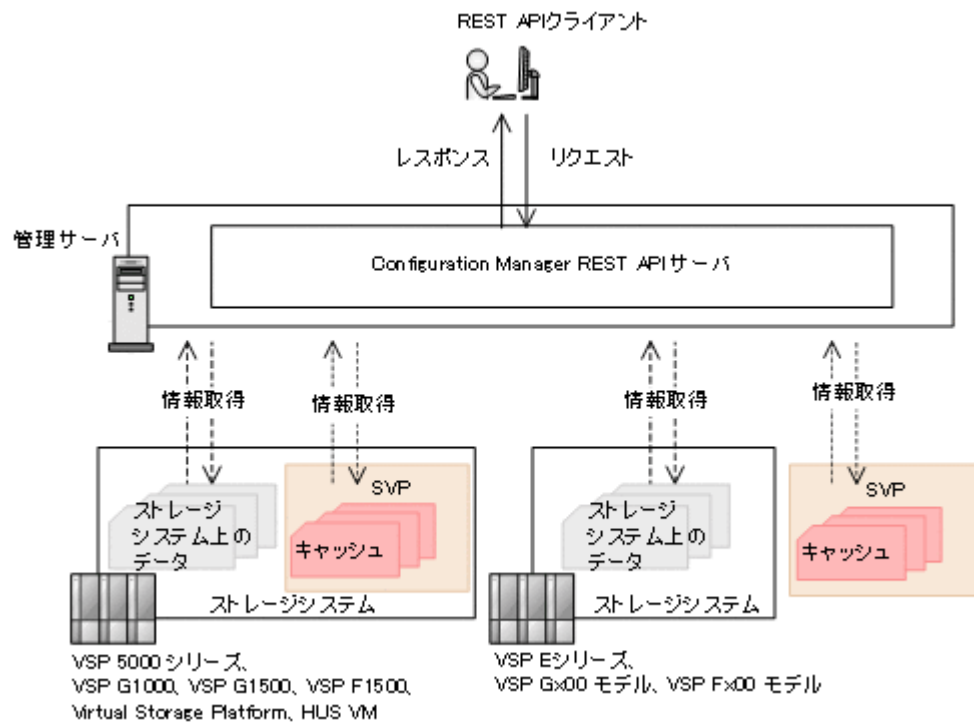 REST APIクライアント
レスポンス
リクエスト
管理サーバ
Configuration Manager REST APIサーバ
情報取得
情報取得
情報取得
情報取得
ストレージ
システム上の
データ
SVP
キャッシュ
ストレージシステム
ストレージ
システム上の
データ
ストレージシステム
SVP
キャッシュ
VSP 5000 シリーズ、
VSP G1000、VSP G1500、VSP F1500、
Virtual Storage Platform、HUS VM
VSP Eシリーズ、
VSP Gx00 モデル、VSP Fx00 モデル